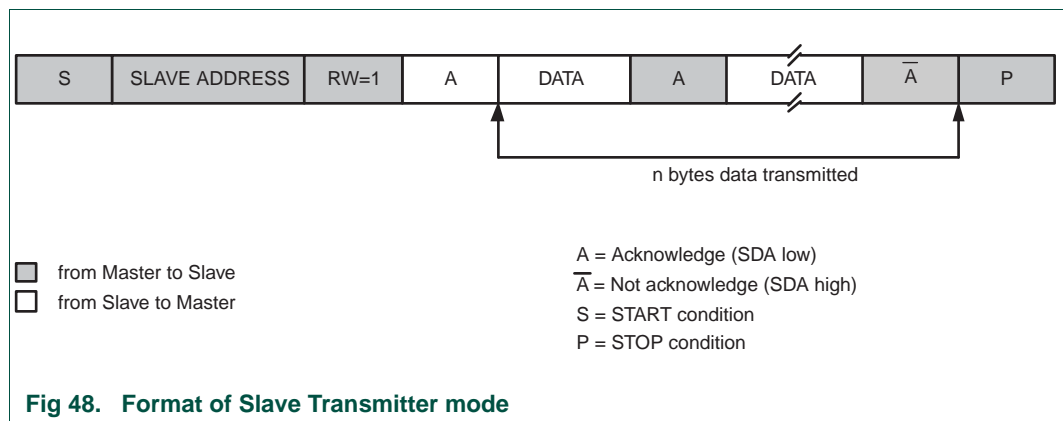 S SLAVE ADDRESS RW=1 A DATA A DATA A̅ P
n bytes data transmitted
from Master to Slave
from Slave to Master
A = Acknowledge (SDA low)
A̅ = Not acknowledge (SDA high)
S = START condition
P = STOP condition
Fig 48. Format of Slave Transmitter mode